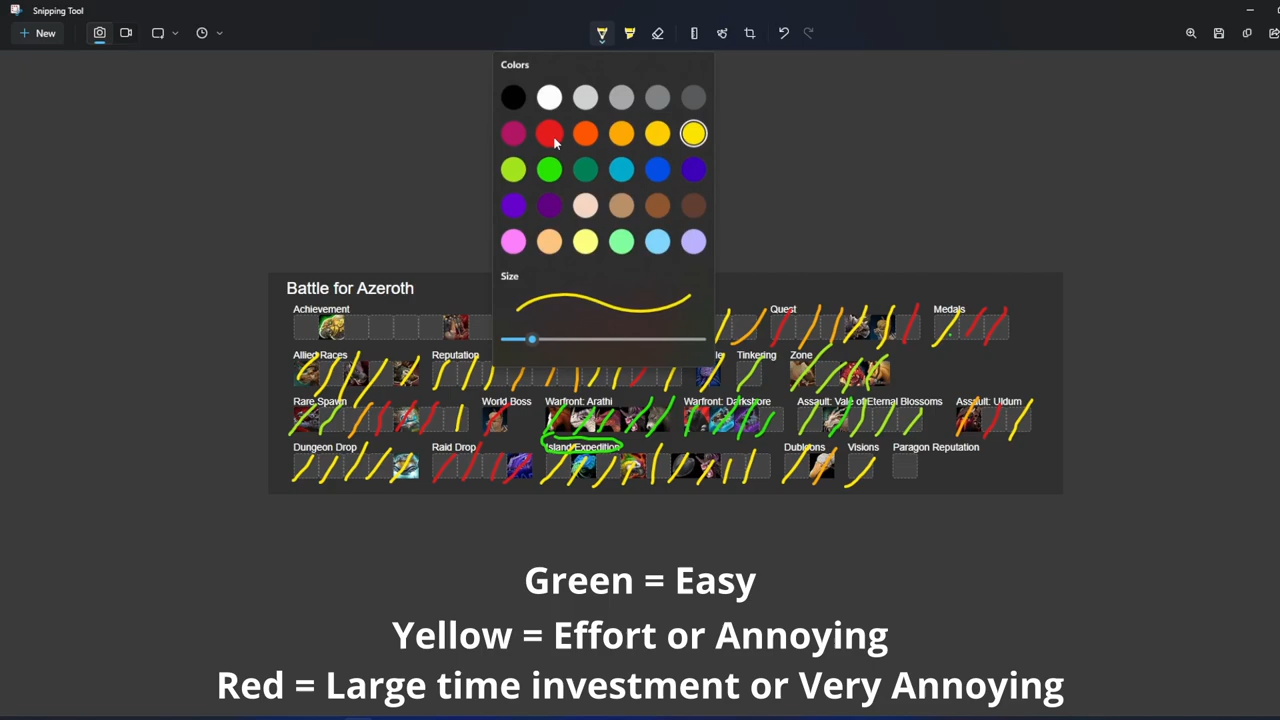 Snipping Tool
New
Colors
Size
Battle for Azeroth
Achievement
Quest
Medals
Allied Races
Reputation
Tinkering
Zone
Rare Spawn
World Boss
Warfront: Arathi
Warfront: Darkshore
Assault: Vale of Eternal Blossoms
Assault: Uldum
Dungeon Drop
Raid Drop
Island Expedition
Dubloons
Visions
Paragon Reputation
Green = Easy
Yellow = Effort or Annoying
Red = Large time investment or Very Annoying